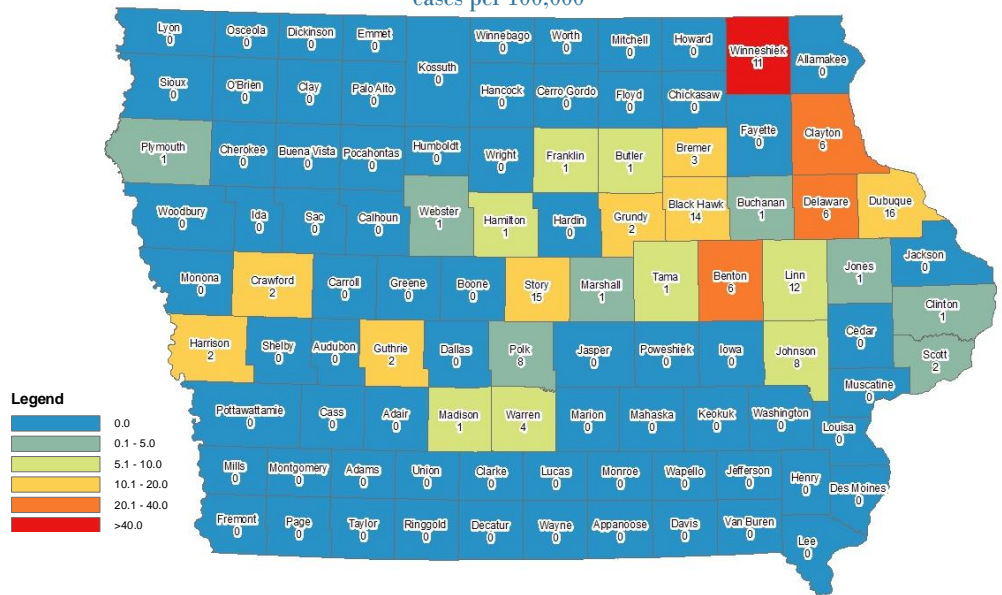 cases per 100,000
Lyon
0
Osceola
0
Dickinson
0
Emmet
0
Kossuth
0
Winnebago
0
Worth
0
Mitchell
0
Howard
0
Winneshiek
11
Allamakee
0
Sioux
0
O'Brien
0
Clay
0
Palo Alto
0
Hancock
0
Cerro Gordo
0
Floyd
0
Chickasaw
0
Fayette
0
Clayton
6
Plymouth
1
Cherokee
0
Buena Vista
0
Pocahontas
0
Humboldt
0
Wright
0
Franklin
1
Butler
1
Bremer
3
Woodbury
0
Ida
0
Sac
0
Calhoun
0
Webster
1
Hamilton
1
Hardin
0
Grundy
2
Black Hawk
14
Buchanan
1
Delaware
6
Dubuque
16
Monona
0
Crawford
2
Carroll
0
Greene
0
Boone
0
Story
15
Marshall
1
Tama
1
Benton
6
Linn
12
Jones
1
Jackson
0
Clinton
1
Harrison
2
Shelby
0
Audubon
0
Guthrie
2
Dallas
0
Polk
8
Jasper
0
Poweshiek
0
Iowa
0
Johnson
8
Cedar
0
Scott
2
Muscatine
0
Pottawattamie
0
Cass
0
Adair
0
Madison
1
Warren
4
Marion
0
Mahaska
0
Keokuk
0
Washington
0
Louisa
0
Mills
0
Montgomery
0
Adams
0
Union
0
Clarke
0
Lucas
0
Monroe
0
Wapello
0
Jefferson
0
Henry
0
Des Moines
0
Fremont
0
Page
0
Taylor
0
Ringgold
0
Decatur
0
Wayne
0
Appanoose
0
Davis
0
Van Buren
0
Lee
0
Legend
0.0
0.1 - 5.0
5.1 - 10.0
10.1 - 20.0
20.1 - 40.0
>40.0